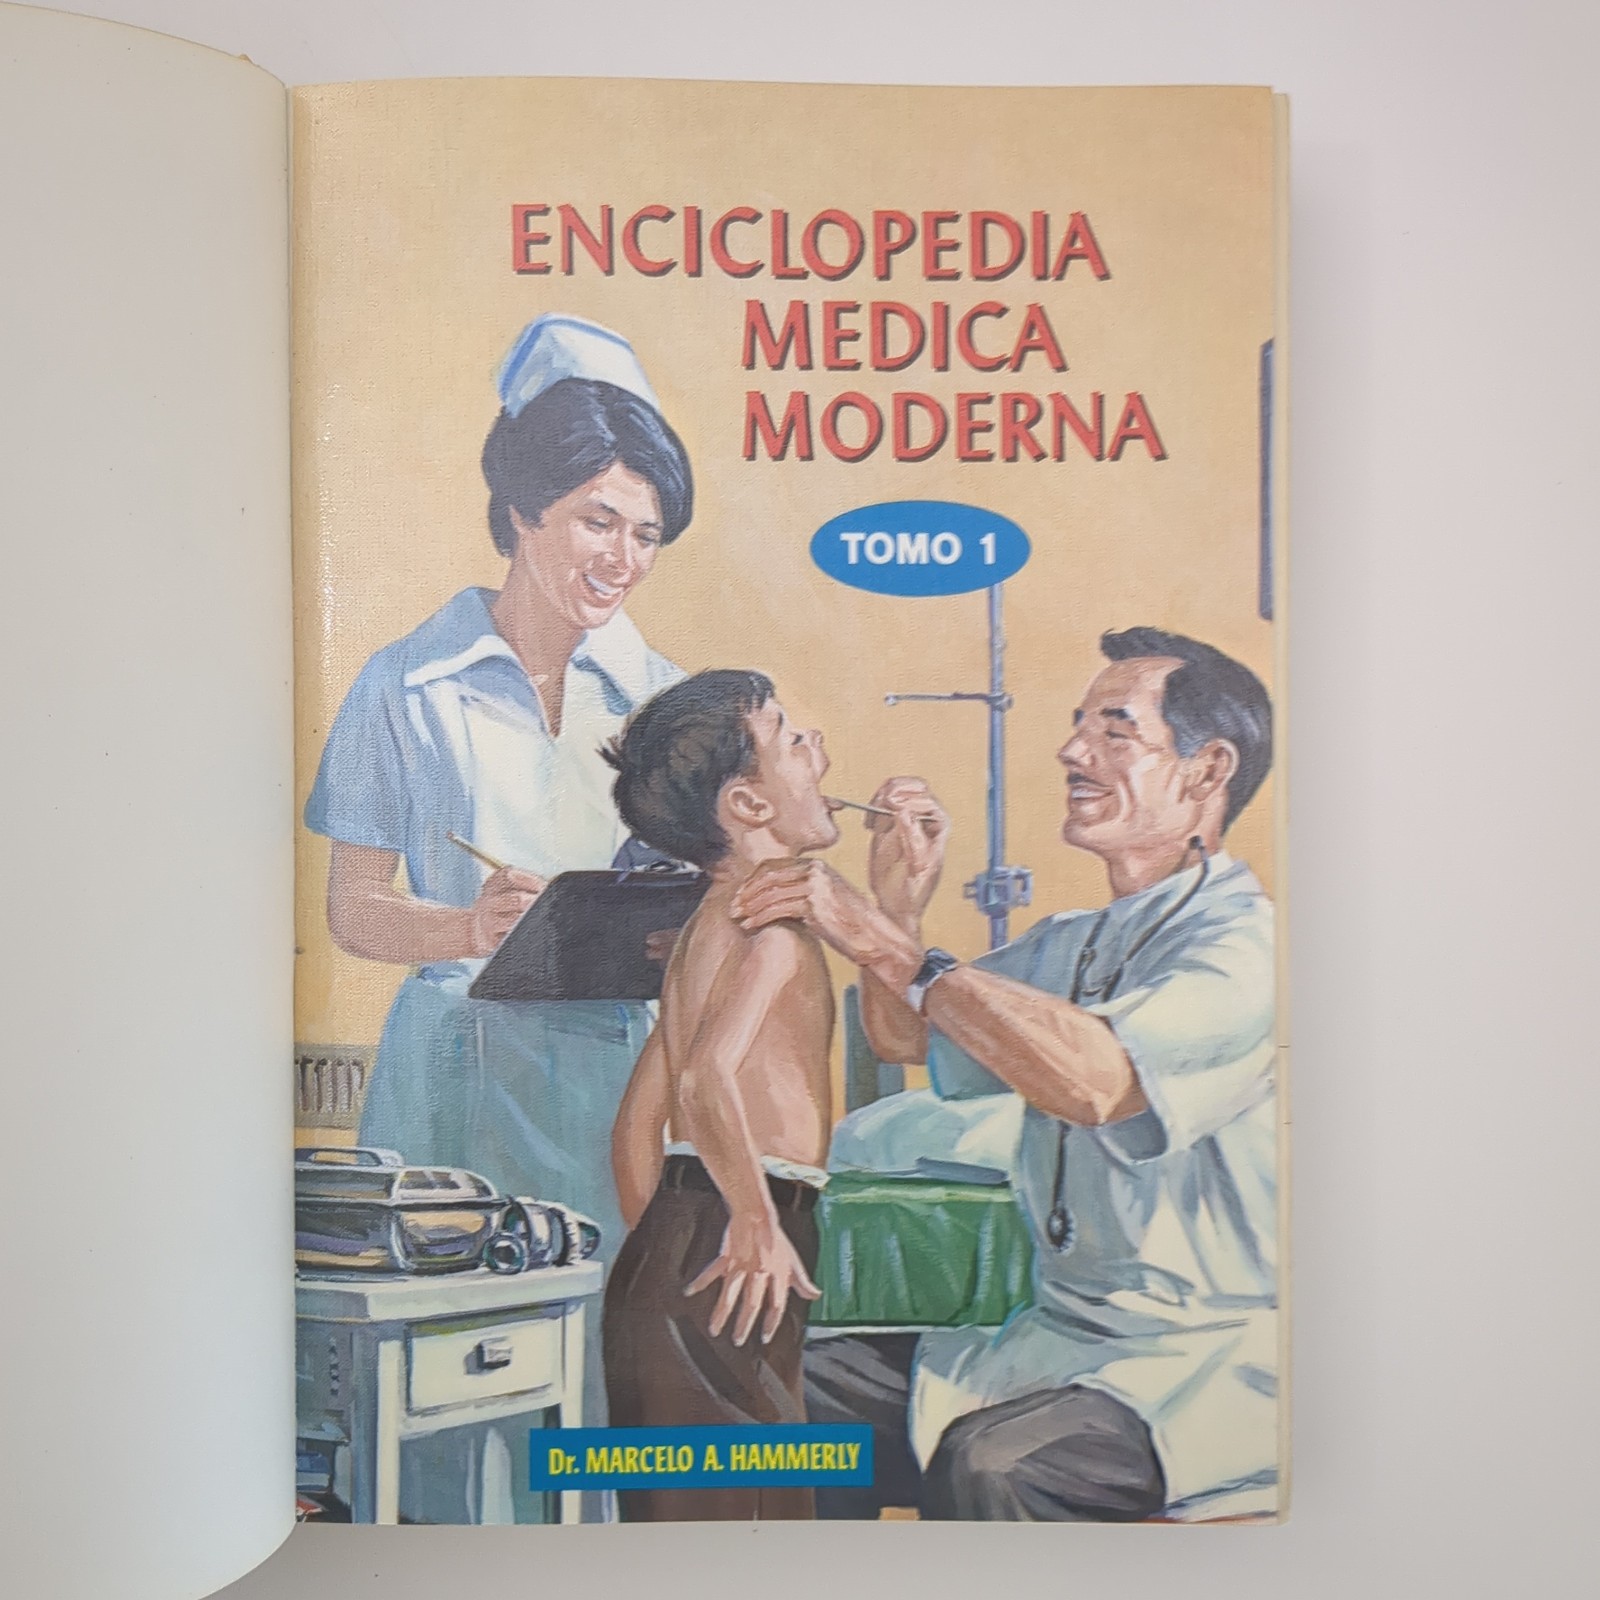 ENCICLOPEDIA
MEDICA
MODERNA
TOMO 1
Dr. MARCELO A. HAMMERLY